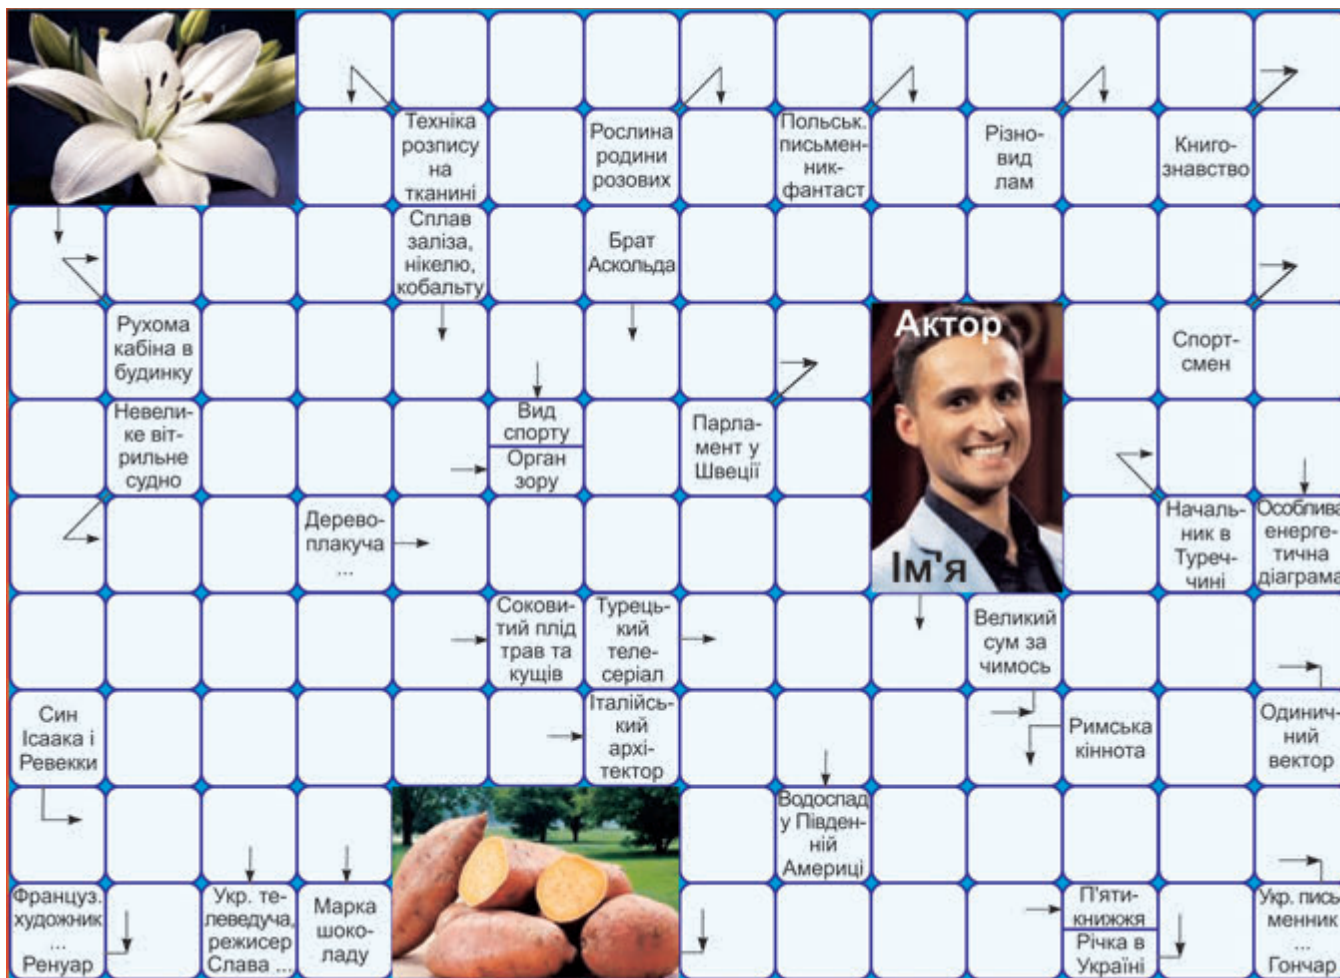 Техніка
розпису
на
тканині
Рослина
родини
розових
Польськ.
письмен-
ник-
фантаст
Різно-
вид
лам
Книго-
знавство
Сплав
заліза,
нікелю,
кобальту
Брат
Аскольда
Рухома
кабіна в
будинку
Актор
Спорт-
смен
Невели-
ке віт-
рильне
судно
Вид
спорту
Орган
зору
Парла-
мент у
Швеції
Дерево-
плакуча
...
Ім'я
Началь-
ник в
Туреч-
чині
Особлива
енерге-
тична
діаграма
Сокови-
тий плід
трав та
кущів
Турець-
кий
теле-
серіал
Великий
сум за
чимось
Син
Ісаака і
Ревекки
Італійсь-
кий
архі-
тектор
Римська
кіннота
Одинич-
ний
вектор
Водоспад
у Півден-
ній
Америці
Француз.
художник
...
Ренуар
Укр. те-
леведуча,
режисер
Слава ...
Марка
шоко-
ладу
П'яти-
книжжя
Річка в
Україні
Укр. пись-
менник
...
Гончар